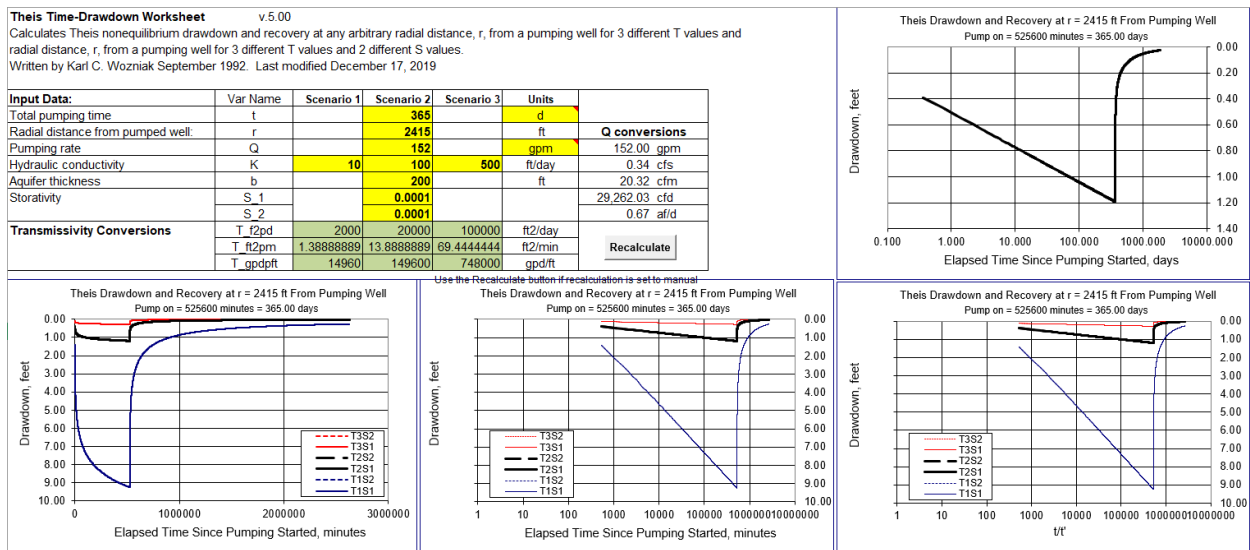 Theis Time-Drawdown Worksheet v.5.00
Calculates Theis nonequilibrium drawdown and recovery at any arbitrary radial distance, r, from a pumping well for 3 different T values and
radial distance, r, from a pumping well for 3 different T values and 2 different S values.
Written by Karl C. Wozniak September 1992. Last modified December 17, 2019
Input Data: Var Name Scenario 1 Scenario 2 Scenario 3 Units
Total pumping time t 365 d
Radial distance from pumped well: r 2415 ft Q conversions
Pumping rate Q 152 gpm 152.00 gpm
Hydraulic conductivity K 10 100 500 ft/day 0.34 cfs
Aquifer thickness b 200 ft 20.32 cfm
Storativity S_1 0.0001 29,262.03 cfd
S_2 0.0001 0.67 af/d
Transmissivity Conversions T_f2pd 2000 20000 100000 ft2/day
T_ft2pm 1.38888889 13.8888889 69.4444444 ft2/min
T_gpdpft 14960 149600 748000 gpd/ft
Recalculate
Use the Recalculate button if recalculation is set to manual
Theis Drawdown and Recovery at r = 2415 ft From Pumping Well
Pump on = 525600 minutes = 365.00 days
0.00
0.20
0.40
0.60
0.80
1.00
1.20
1.40
Drawdown, feet
0.100 1.000 10.000 100.000 1000.000 10000.000
Elapsed Time Since Pumping Started, days
Theis Drawdown and Recovery at r = 2415 ft From Pumping Well
Pump on = 525600 minutes = 365.00 days
0.00
1.00
2.00
3.00
4.00
5.00
6.00
7.00
8.00
9.00
10.00
Drawdown, feet
T3S2
T3S1
T2S2
T2S1
T1S2
T1S1
0 1000000 2000000 3000000
Elapsed Time Since Pumping Started, minutes
Theis Drawdown and Recovery at r = 2415 ft From Pumping Well
Pump on = 525600 minutes = 365.00 days
0.00
1.00
2.00
3.00
4.00
5.00
6.00
7.00
8.00
9.00
10.00
Drawdown, feet
T3S2
T3S1
T2S2
T2S1
T1S2
T1S1
1 10 100 1000 10000 100000 1000000 10000000
Elapsed Time Since Pumping Started, minutes
Theis Drawdown and Recovery at r = 2415 ft From Pumping Well
Pump on = 525600 minutes = 365.00 days
0.00
1.00
2.00
3.00
4.00
5.00
6.00
7.00
8.00
9.00
10.00
Drawdown, feet
T3S2
T3S1
T2S2
T2S1
T1S2
T1S1
1 10 100 1000 10000 100000 1000000 10000000
t/t'